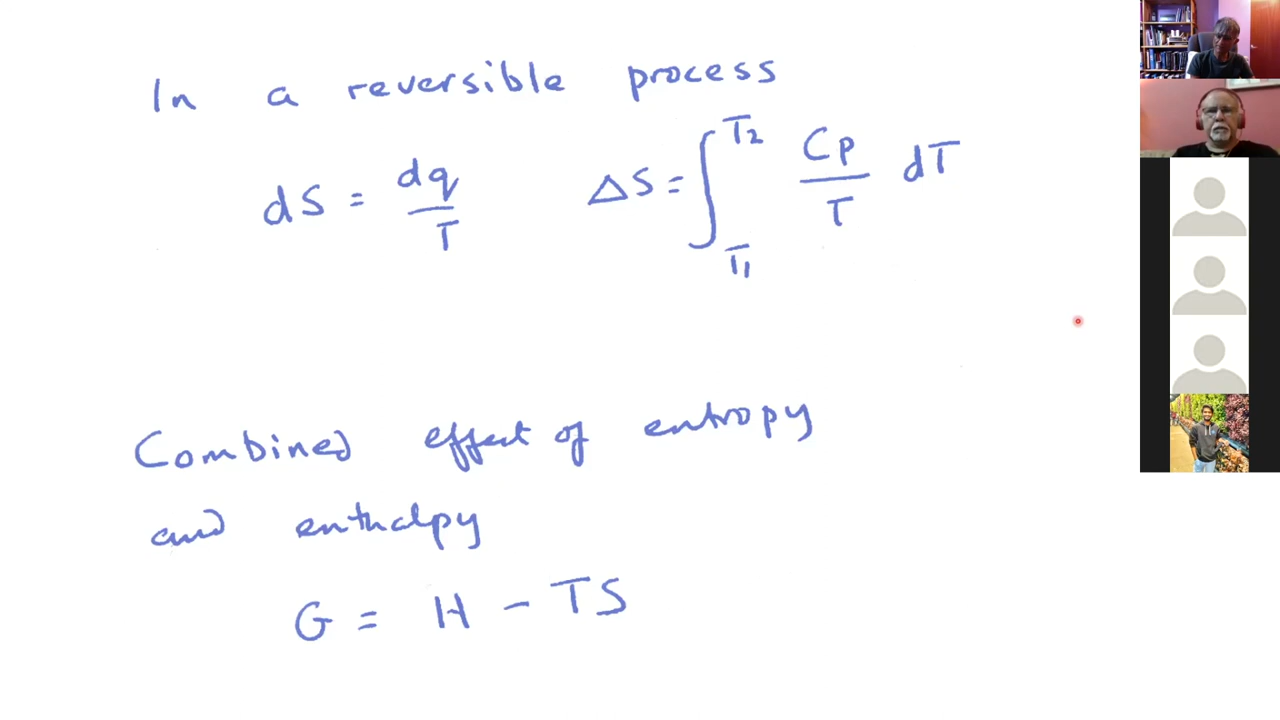 In a reversible process
dS = dq/T ΔS = ∫_{T1}^{T2} Cp/T dT
Combined effect of entropy
and enthalpy
G = H - TS